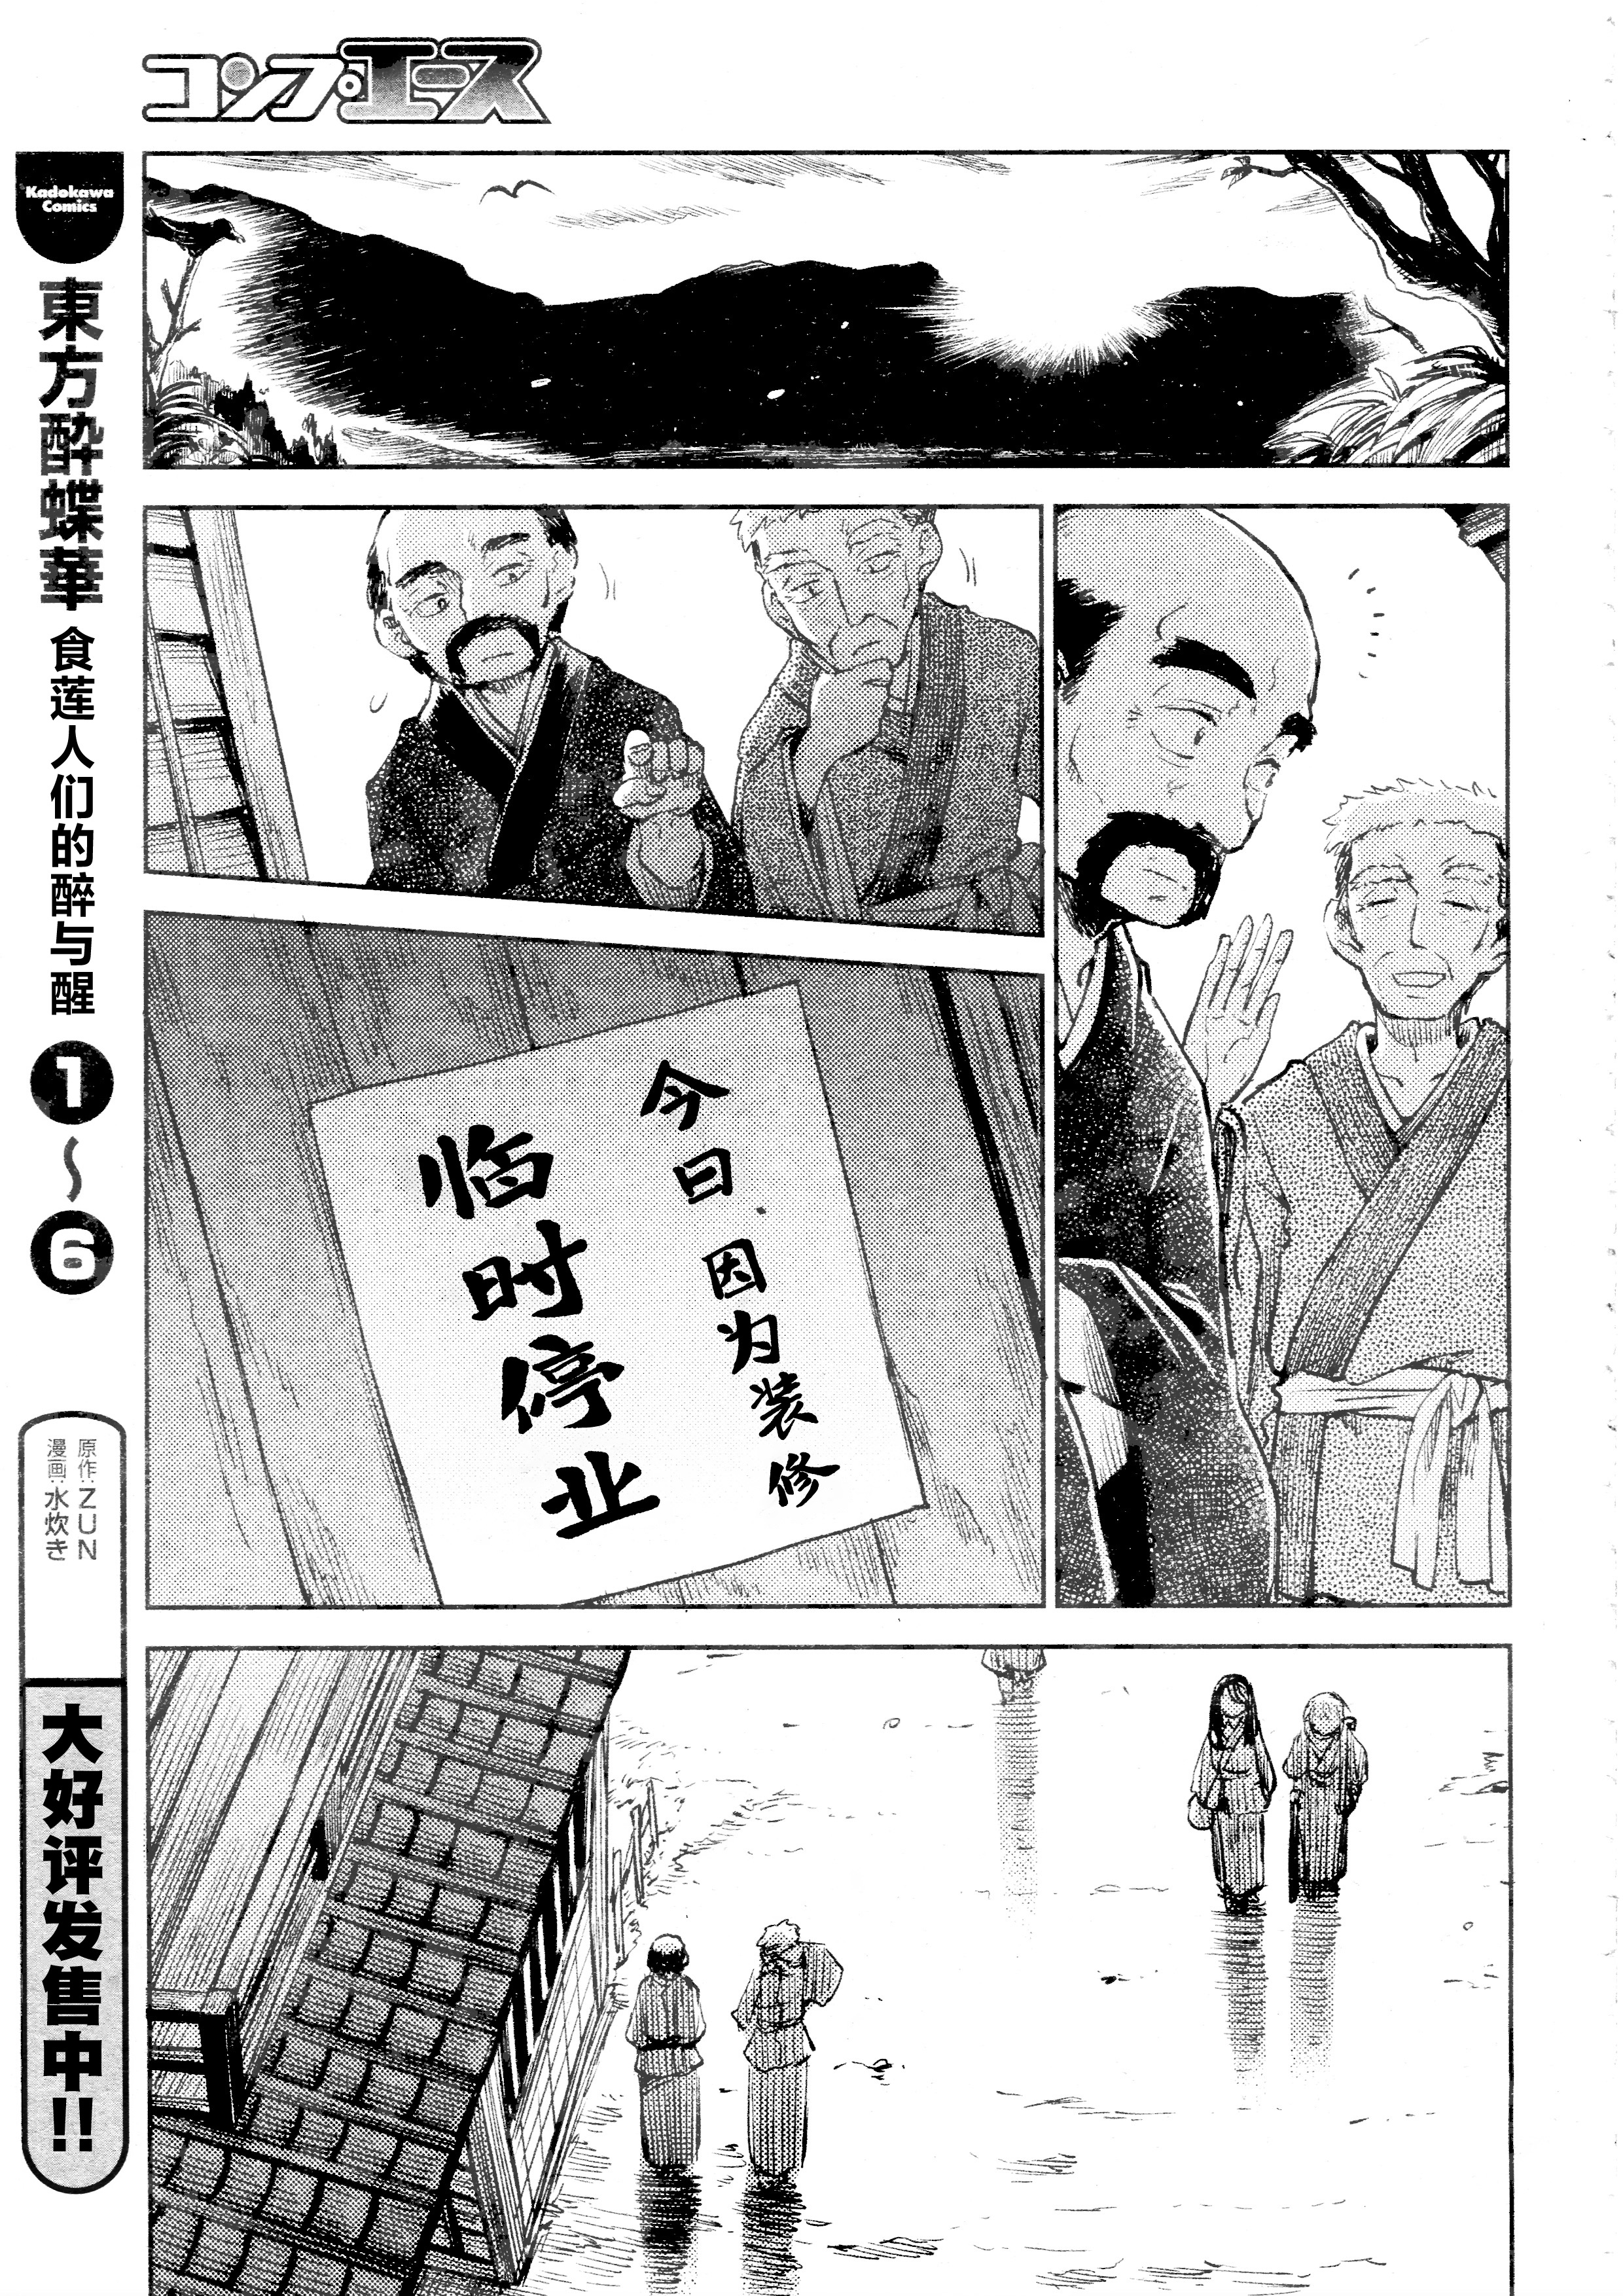 コンプ・エース
Kadokawa
Comics
東方酔蝶華 食莲人们的醉与醒 1～6
原作：ZUN
漫画：水炊き
大好评发售中!!
今日、因为装修
临时停业